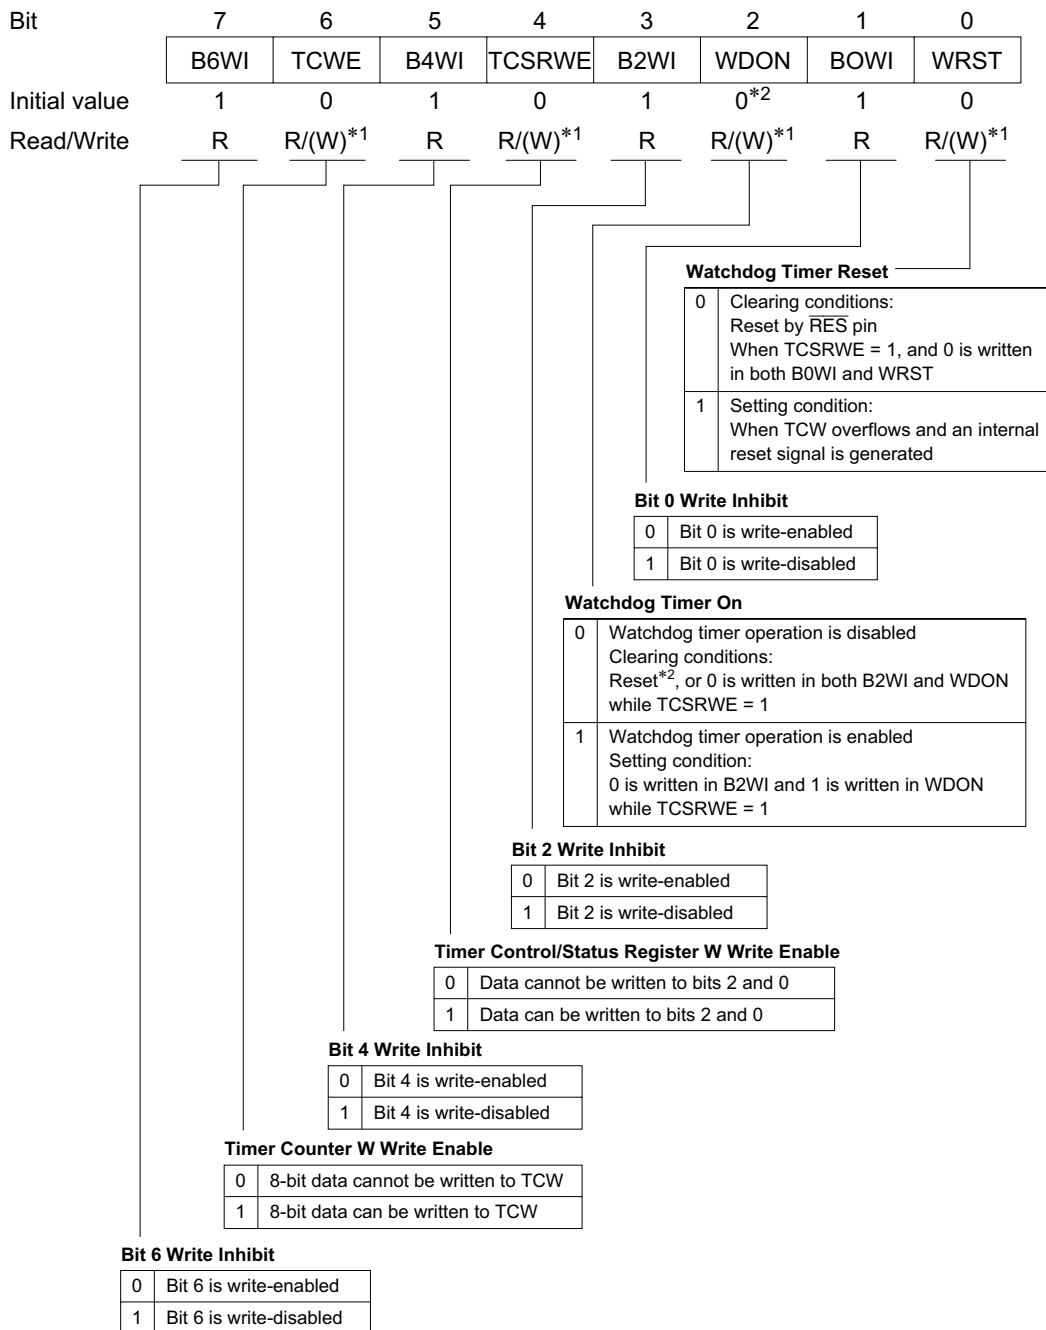 Bit 7 6 5 4 3 2 1 0
B6WI TCWE B4WI TCSRWE B2WI WDON BOWI WRST
Initial value 1 0 1 0 1 0*2 1 0
Read/Write R R/(W)*1 R R/(W)*1 R R/(W)*1 R R/(W)*1
Watchdog Timer Reset
0 Clearing conditions:
Reset by RES pin
When TCSRWE = 1, and 0 is written
in both B0WI and WRST
1 Setting condition:
When TCW overflows and an internal
reset signal is generated
Bit 0 Write Inhibit
0 Bit 0 is write-enabled
1 Bit 0 is write-disabled
Watchdog Timer On
0 Watchdog timer operation is disabled
Clearing conditions:
Reset*2, or 0 is written in both B2WI and WDON
while TCSRWE = 1
1 Watchdog timer operation is enabled
Setting condition:
0 is written in B2WI and 1 is written in WDON
while TCSRWE = 1
Bit 2 Write Inhibit
0 Bit 2 is write-enabled
1 Bit 2 is write-disabled
Timer Control/Status Register W Write Enable
0 Data cannot be written to bits 2 and 0
1 Data can be written to bits 2 and 0
Bit 4 Write Inhibit
0 Bit 4 is write-enabled
1 Bit 4 is write-disabled
Timer Counter W Write Enable
0 8-bit data cannot be written to TCW
1 8-bit data can be written to TCW
Bit 6 Write Inhibit
0 Bit 6 is write-enabled
1 Bit 6 is write-disabled